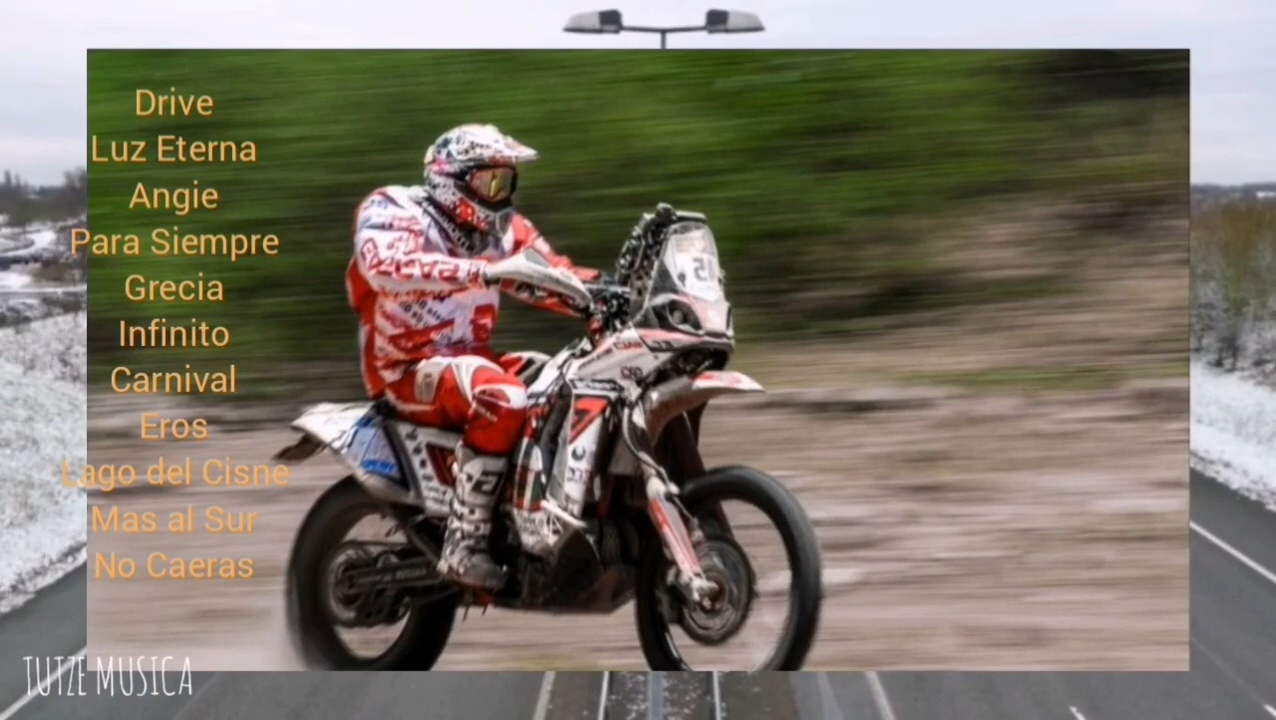 Drive
Luz Eterna
Angie
Para Siempre
Grecia
Infinito
Carnival
Eros
Lago del Cisne
Mas al Sur
No Caeras
TUTZE MUSICA